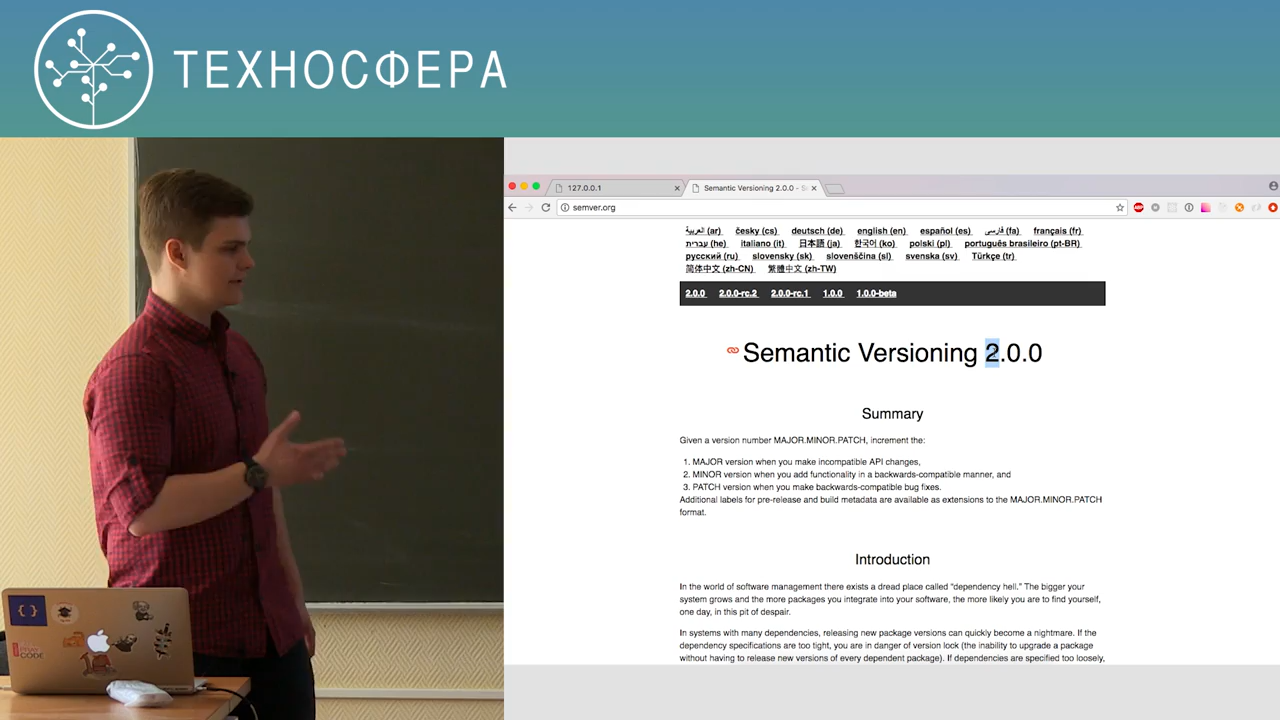 ТЕХНОСФЕРА
127.0.0.1
Semantic Versioning 2.0.0 - S
semver.org
العربية (ar) česky (cs) deutsch (de) english (en) español (es) فارسی (fa) français (fr)
עברית (he) italiano (it) 日本語 (ja) 한국어 (ko) polski (pl) português brasileiro (pt-BR)
русский (ru) slovensky (sk) slovenščina (sl) svenska (sv) Türkçe (tr)
简体中文 (zh-CN) 繁體中文 (zh-TW)
2.0.0 2.0.0-rc.2 2.0.0-rc.1 1.0.0 1.0.0-beta
Semantic Versioning 2.0.0
Summary
Given a version number MAJOR.MINOR.PATCH, increment the:
1. MAJOR version when you make incompatible API changes,
2. MINOR version when you add functionality in a backwards-compatible manner, and
3. PATCH version when you make backwards-compatible bug fixes.
Additional labels for pre-release and build metadata are available as extensions to the MAJOR.MINOR.PATCH
format.
Introduction
In the world of software management there exists a dread place called “dependency hell.” The bigger your
system grows and the more packages you integrate into your software, the more likely you are to find yourself,
one day, in this pit of despair.
In systems with many dependencies, releasing new package versions can quickly become a nightmare. If the
dependency specifications are too tight, you are in danger of version lock (the inability to upgrade a package
without having to release new versions of every dependent package). If dependencies are specified too loosely,
{ }
CODE